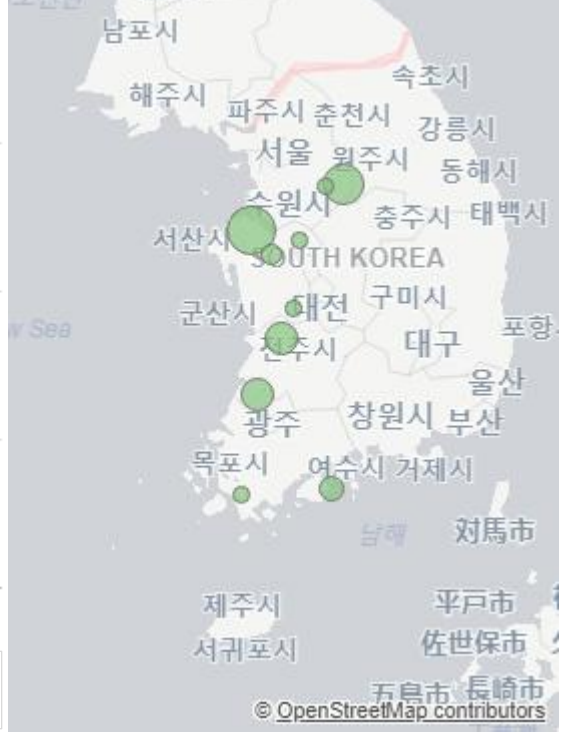 남포시
속초시
해주시
파주시 춘천시
강릉시
서울 원주시
동해시
수원시
충주시 태백시
서산시
SOUTH KOREA
구미시
군산시 대전
w Sea
포항
전주시 대구
울산
광주 창원시 부산
목포시 여수시 거제시
남해
対馬市
제주시 平戸市
서귀포시 佐世保市
五島市 長崎市
© OpenStreetMap contributors